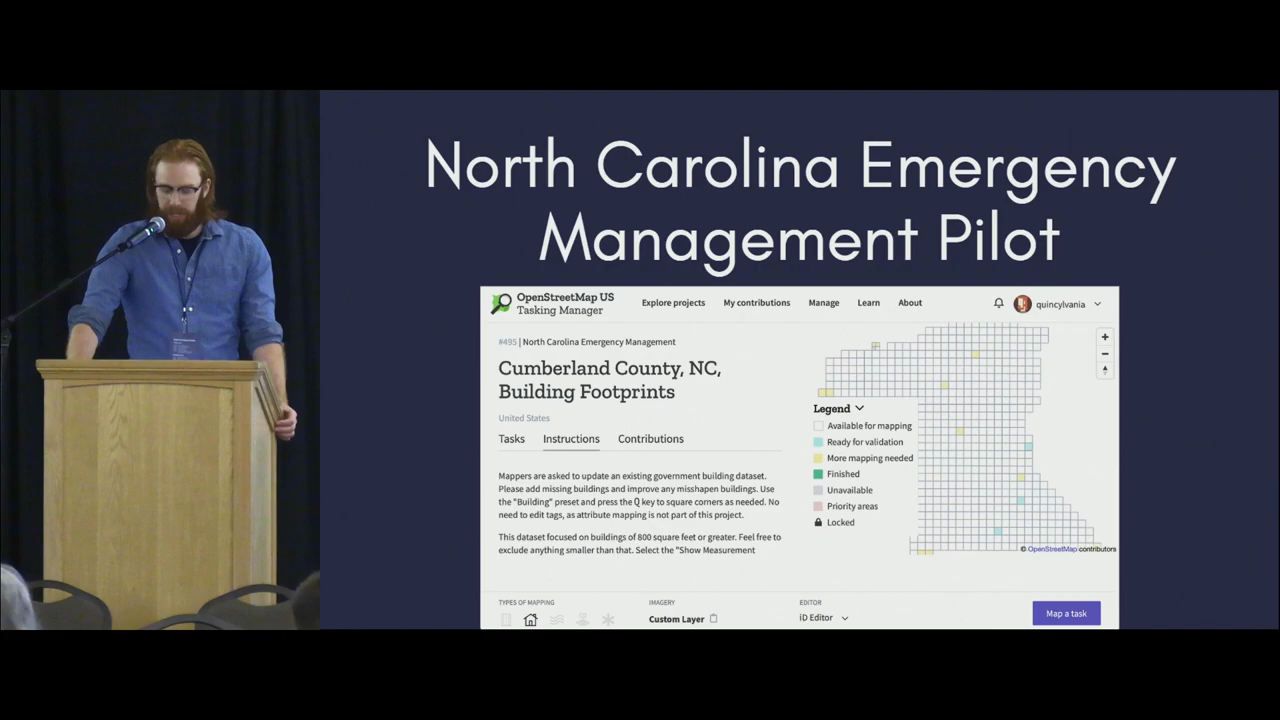 North Carolina Emergency
Management Pilot
OpenStreetMap US
Tasking Manager
Explore projects
My contributions
Manage
Learn
About
quincylvania
#495 | North Carolina Emergency Management
Cumberland County, NC,
Building Footprints
United States
Tasks
Instructions
Contributions
Mappers are asked to update an existing government building dataset.
Please add missing buildings and improve any misshapen buildings. Use
the "Building" preset and press the Q key to square corners as needed. No
need to edit tags, as attribute mapping is not part of this project.
This dataset focused on buildings of 800 square feet or greater. Feel free to
exclude anything smaller than that. Select the "Show Measurement
Legend
Available for mapping
Ready for validation
More mapping needed
Finished
Unavailable
Priority areas
Locked
© OpenStreetMap contributors
TYPES OF MAPPING
IMAGERY
Custom Layer
EDITOR
iD Editor
Map a task